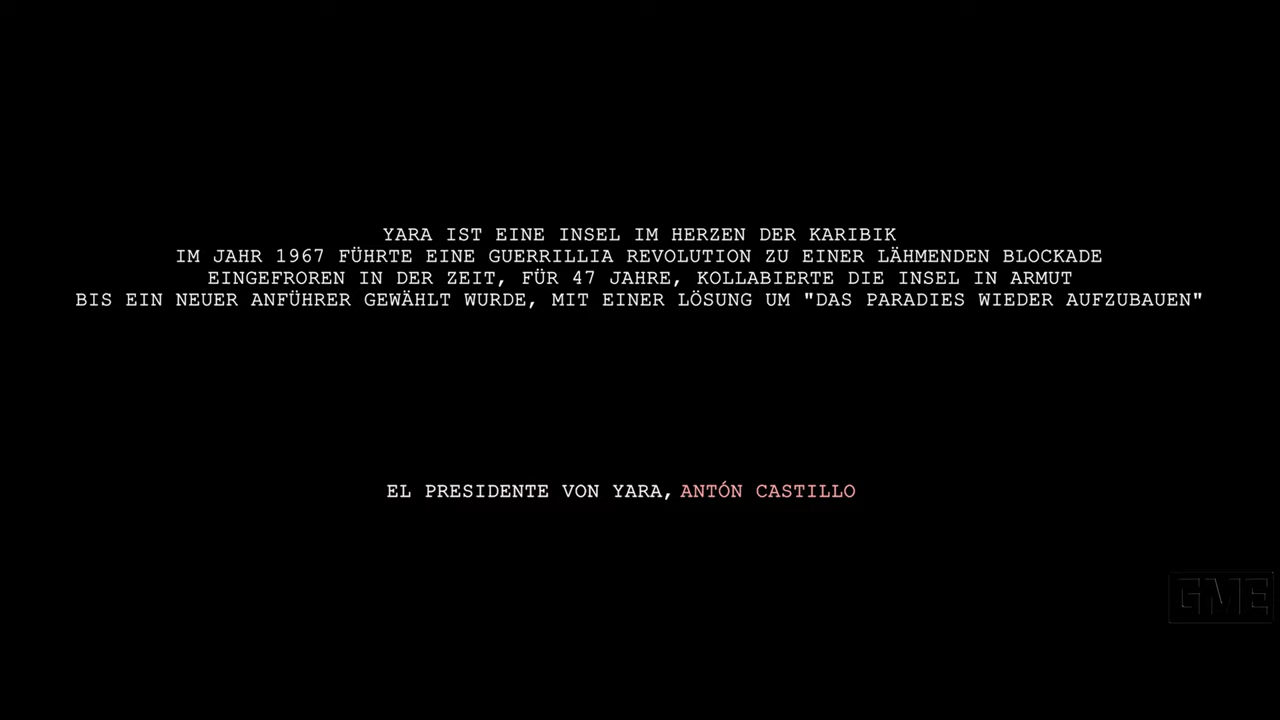 YARA IST EINE INSEL IM HERZEN DER KARIBIK
IM JAHR 1967 FÜHRTE EINE GUERRILLIA REVOLUTION ZU EINER LÄHMENDEN BLOCKADE
EINGEFROREN IN DER ZEIT, FÜR 47 JAHRE, KOLLABIERTE DIE INSEL IN ARMUT
BIS EIN NEUER ANFÜHRER GEWÄHLT WURDE, MIT EINER LÖSUNG UM "DAS PARADIES WIEDER AUFZUBAUEN"
EL PRESIDENTE VON YARA, ANTÓN CASTILLO
GME